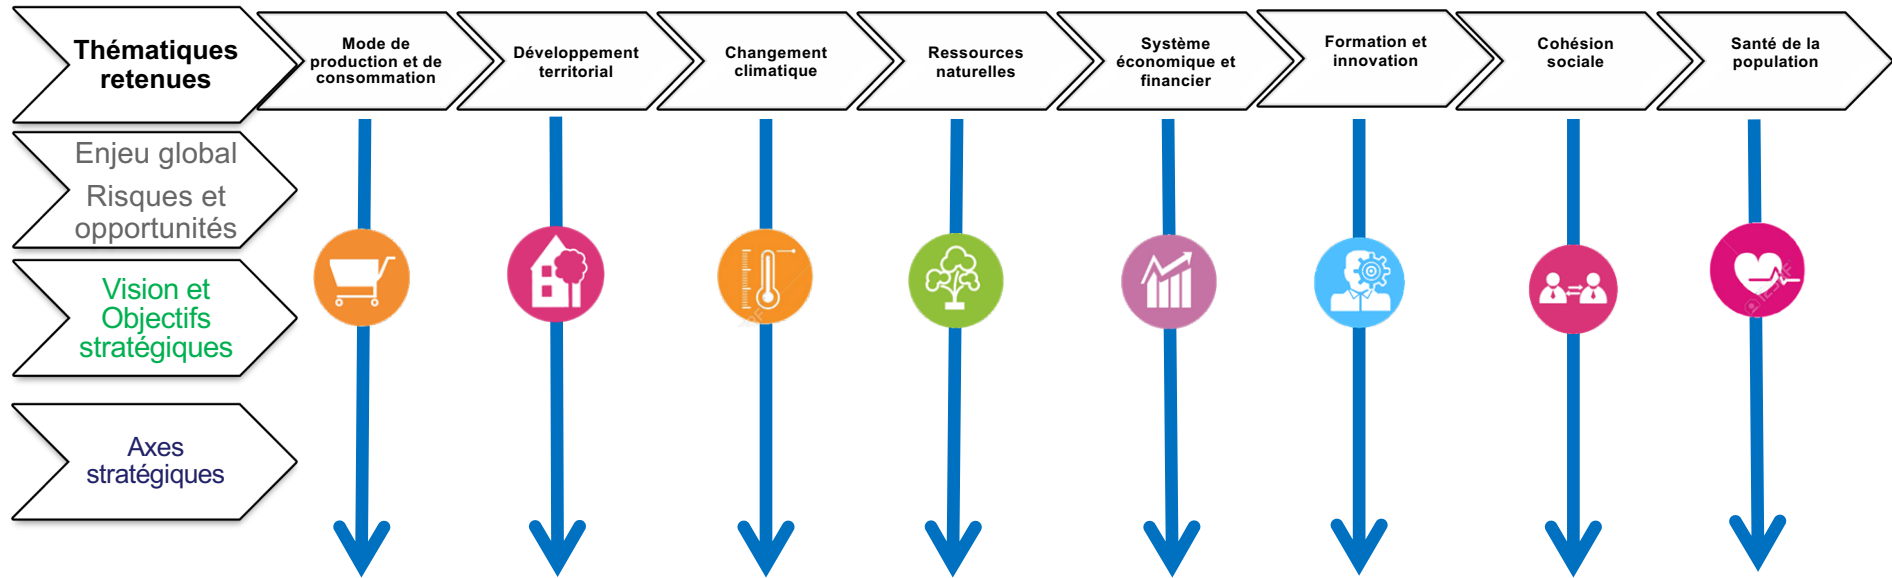 Thématiques
retenues
Mode de
production et de
consommation
Développement
territorial
Changement
climatique
Ressources
naturelles
Système
économique et
financier
Formation et
innovation
Cohésion
sociale
Santé de la
population
Enjeu global
Risques et
opportunités
Vision et
Objectifs
stratégiques
Axes
stratégiques